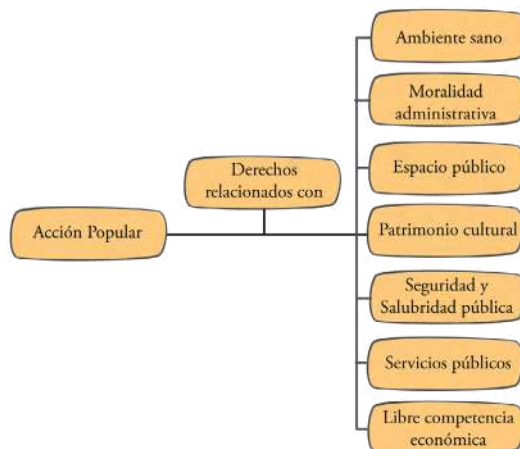 Acción Popular
Derechos
relacionados con
Ambiente sano
Moralidad
administrativa
Espacio público
Patrimonio cultural
Seguridad y
Salubridad pública
Servicios públicos
Libre competencia
económica